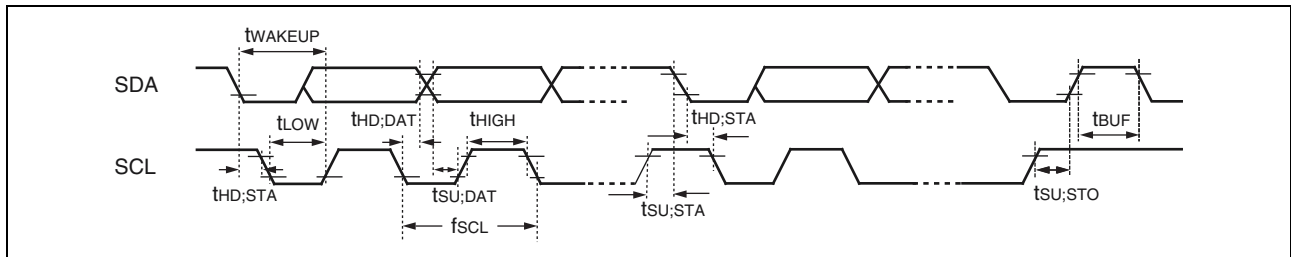 tWAKEUP
SDA
tLOW
tHD;DAT
tHIGH
tHD;STA
tBUF
SCL
tHD;STA
tSU;DAT
tSU;STA
tSU;STO
fSCL